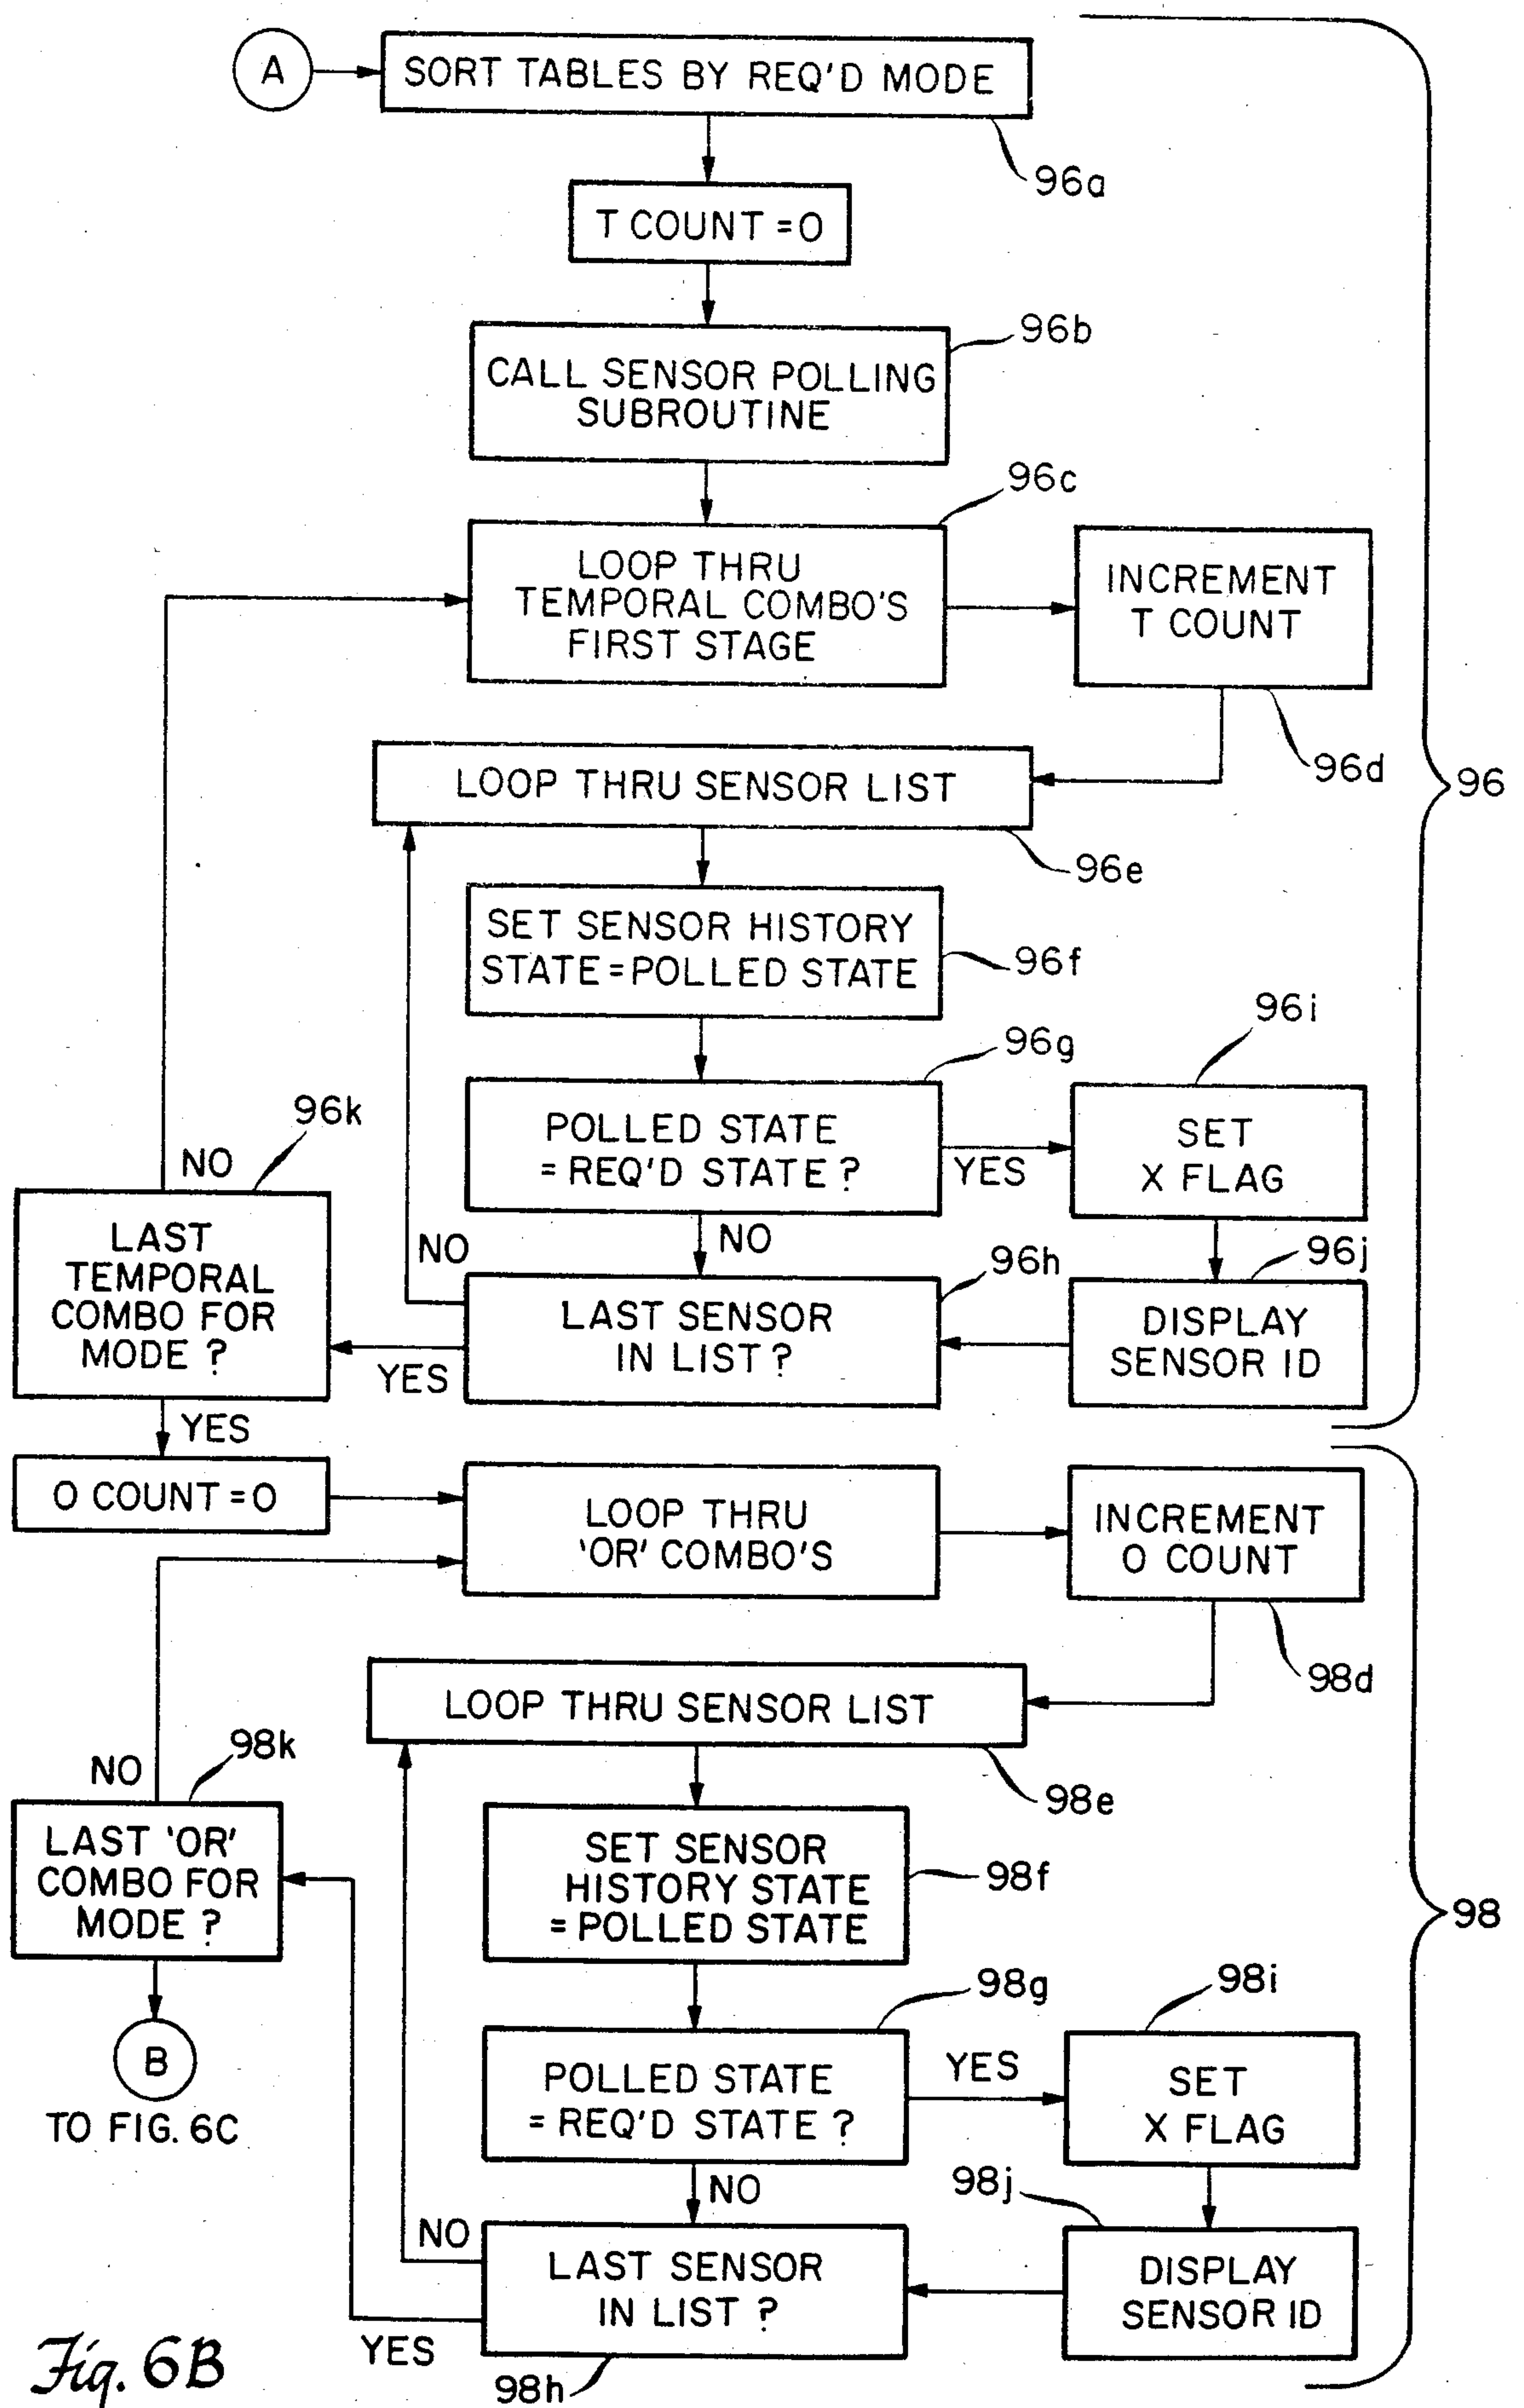 A
SORT TABLES BY REQ'D MODE
96a
T COUNT = 0
96b
CALL SENSOR POLLING
SUBROUTINE
96c
LOOP THRU
TEMPORAL COMBO'S
FIRST STAGE
INCREMENT
T COUNT
96d
96
LOOP THRU SENSOR LIST
96e
SET SENSOR HISTORY
STATE = POLLED STATE
96f
96g
96i
POLLED STATE
= REQ'D STATE ?
YES
SET
X FLAG
96k
NO
NO
NO
96h
96j
LAST
TEMPORAL
COMBO FOR
MODE ?
YES
LAST SENSOR
IN LIST ?
DISPLAY
SENSOR ID
YES
O COUNT = 0
LOOP THRU
'OR' COMBO'S
INCREMENT
O COUNT
98d
LOOP THRU SENSOR LIST
98e
98k
NO
LAST 'OR'
COMBO FOR
MODE ?
SET SENSOR
HISTORY STATE
= POLLED STATE
98f
98
98g
98i
B
TO FIG. 6C
POLLED STATE
= REQ'D STATE ?
YES
SET
X FLAG
NO
98j
NO
LAST SENSOR
IN LIST ?
DISPLAY
SENSOR ID
YES
98h
Fig. 6B